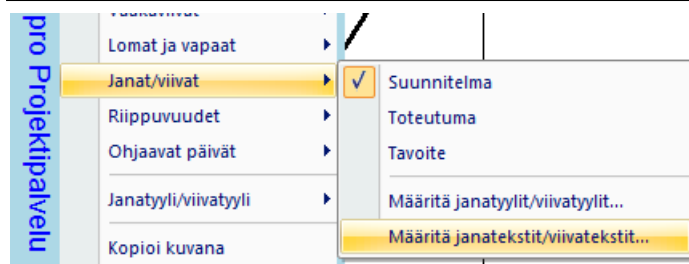 pro Projektipalvelu
Lomat ja vapaat
Janat/viivat
Riippuvuudet
Ohjaavat päivät
Janatyyli/viivatyyli
Kopioi kuvana
Suunnitelma
Toteutuma
Tavoite
Määritä janatyylit/viivatyylit...
Määritä janatekstit/viivatekstit...